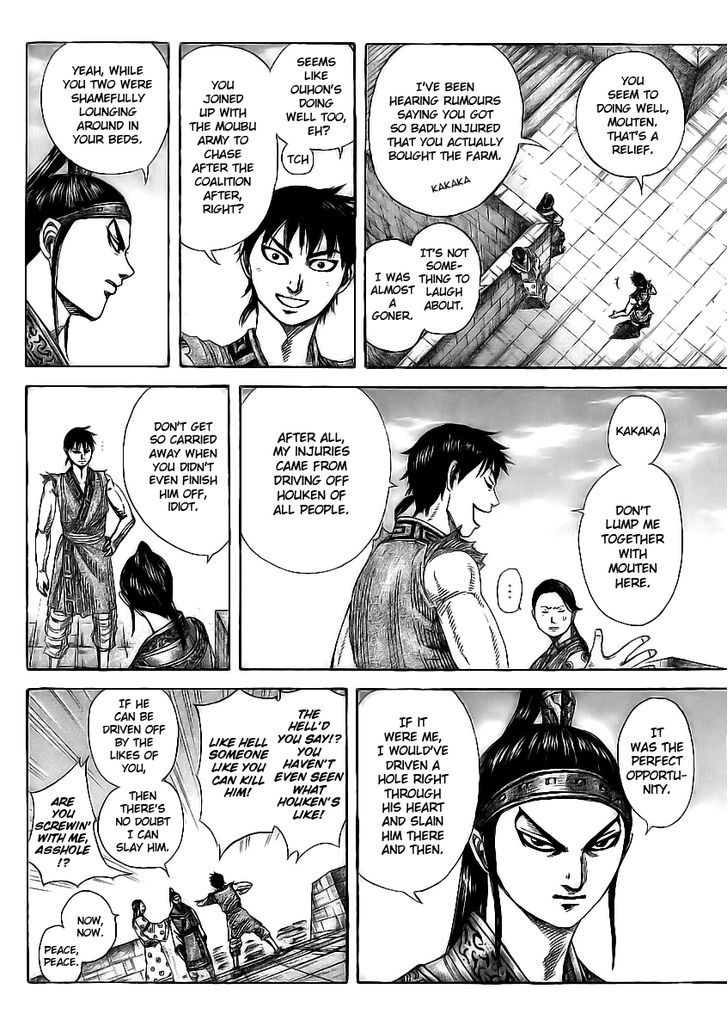 YOU
SEEM TO
DOING WELL,
MOUTEN.
THAT'S A
RELIEF.
I'VE BEEN
HEARING RUMOURS
SAYING YOU GOT
SO BADLY INJURED
THAT YOU ACTUALLY
BOUGHT THE FARM.
KAKAKA
IT'S NOT
SOME-
THING TO
LAUGH
ABOUT.
I WAS
ALMOST
A GONER.
SEEMS
LIKE
OUHON'S
DOING
WELL TOO,
EH?
TCH
YOU
JOINED
UP WITH
THE MOUBU
ARMY TO
CHASE
AFTER THE
COALITION
AFTER,
RIGHT?
YEAH, WHILE
YOU TWO WERE
SHAMEFULLY
LOUNGING
AROUND IN
YOUR BEDS.
KAKAKA
DON'T
LUMP ME
TOGETHER
WITH
MOUTEN
HERE.
...
AFTER ALL,
MY INJURIES
CAME FROM
DRIVING OFF
HOUKEN OF
ALL PEOPLE.
DON'T GET
SO CARRIED
AWAY WHEN
YOU DIDN'T
EVEN FINISH
HIM OFF,
IDIOT.
IT
WAS THE
PERFECT
OPPORTU-
NITY.
IF IT
WERE ME,
I WOULD'VE
DRIVEN A
HOLE RIGHT
THROUGH
HIS HEART
AND SLAIN
HIM THERE
AND THEN.
THE
HELL'D
YOU SAY!?
YOU
HAVEN'T
EVEN SEEN
WHAT
HOUKEN'S
LIKE!
LIKE HELL
SOMEONE
LIKE YOU
CAN KILL
HIM!
IF HE
CAN BE
DRIVEN OFF
BY THE
LIKES OF
YOU,
THEN
THERE'S
NO DOUBT
I CAN
SLAY HIM.
ARE
YOU
SCREWIN'
WITH ME,
ASSHOLE
!?
NOW,
NOW.
PEACE,
PEACE.